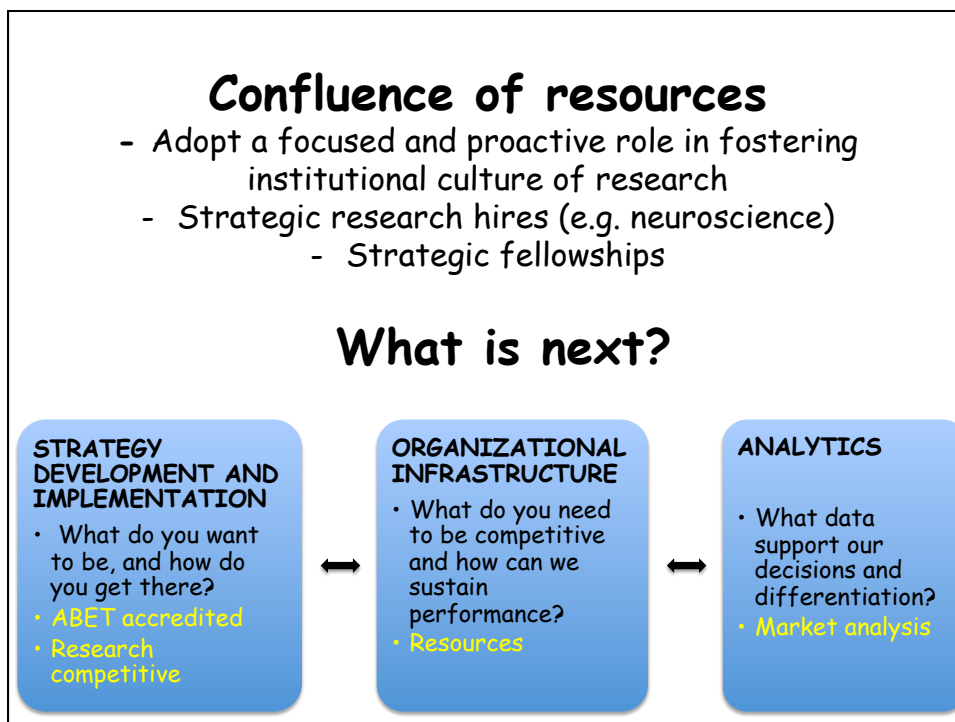 Confluence of resources
- Adopt a focused and proactive role in fostering
institutional culture of research
- Strategic research hires (e.g. neuroscience)
- Strategic fellowships
What is next?
STRATEGY
DEVELOPMENT AND
IMPLEMENTATION
• What do you want
to be, and how do
you get there?
• ABET accredited
• Research
competitive
ORGANIZATIONAL
INFRASTRUCTURE
• What do you need
to be competitive
and how can we
sustain
performance?
• Resources
ANALYTICS
• What data
support our
decisions and
differentiation?
• Market analysis